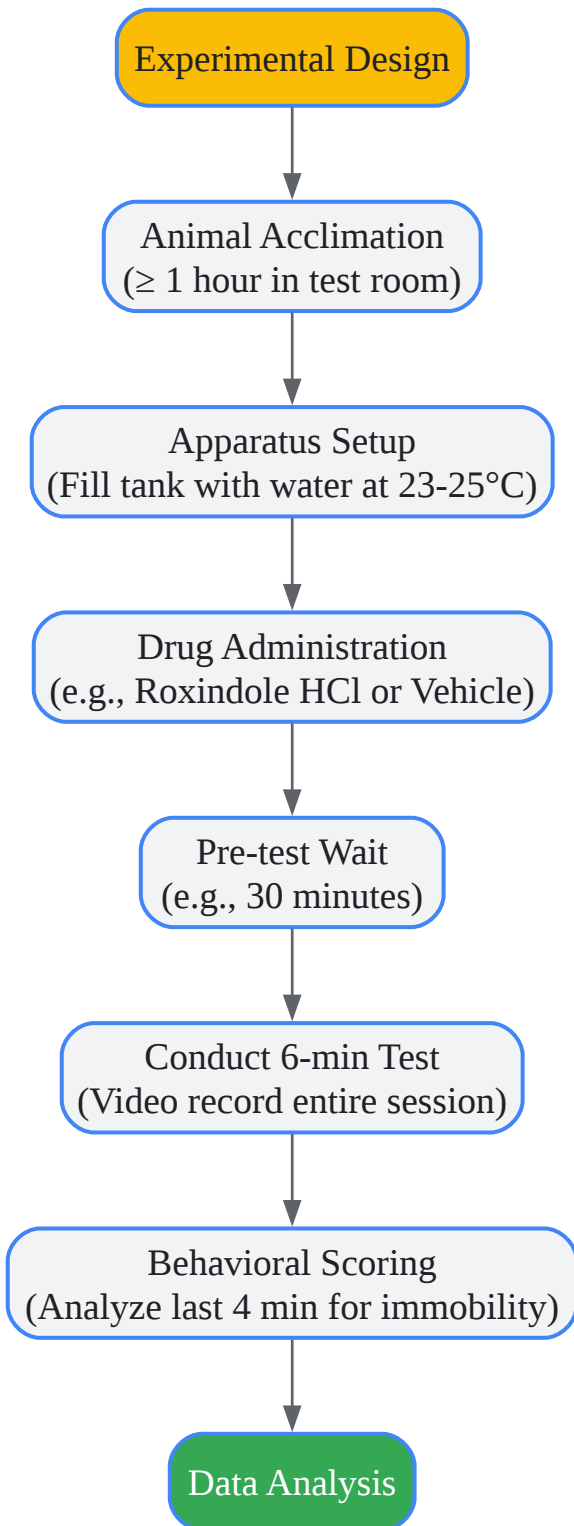 Experimental Design
Animal Acclimation
(≥ 1 hour in test room)
Apparatus Setup
(Fill tank with water at 23-25°C)
Drug Administration
(e.g., Roxindole HCl or Vehicle)
Pre-test Wait
(e.g., 30 minutes)
Conduct 6-min Test
(Video record entire session)
Behavioral Scoring
(Analyze last 4 min for immobility)
Data Analysis